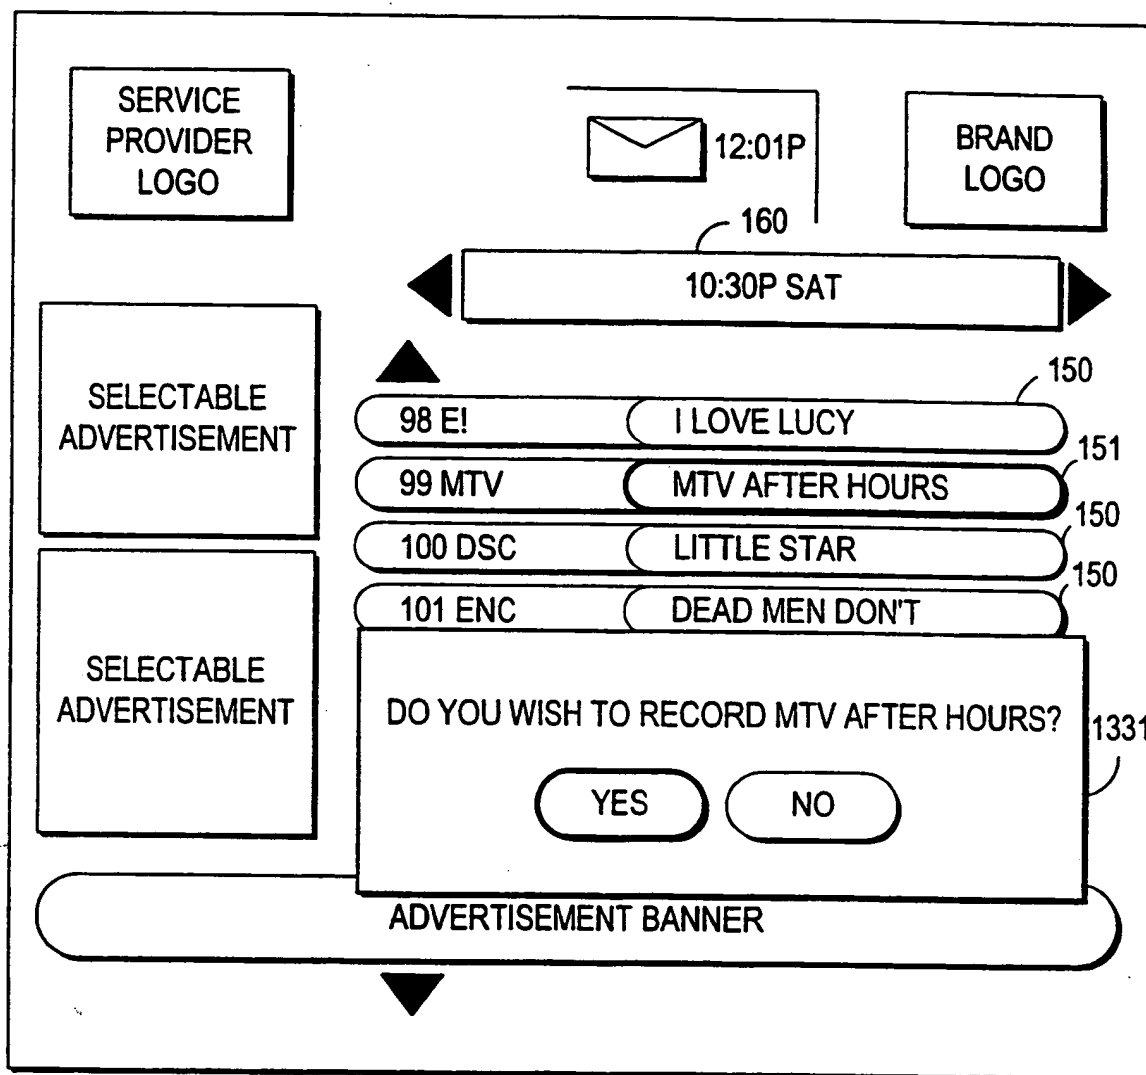 SERVICE
PROVIDER
LOGO
12:01P
BRAND
LOGO
160
10:30P SAT
SELECTABLE
ADVERTISEMENT
150
98 E! I LOVE LUCY
151
99 MTV MTV AFTER HOURS
150
100 DSC LITTLE STAR
150
101 ENC DEAD MEN DON'T
SELECTABLE
ADVERTISEMENT
DO YOU WISH TO RECORD MTV AFTER HOURS?
1331
YES NO
ADVERTISEMENT BANNER